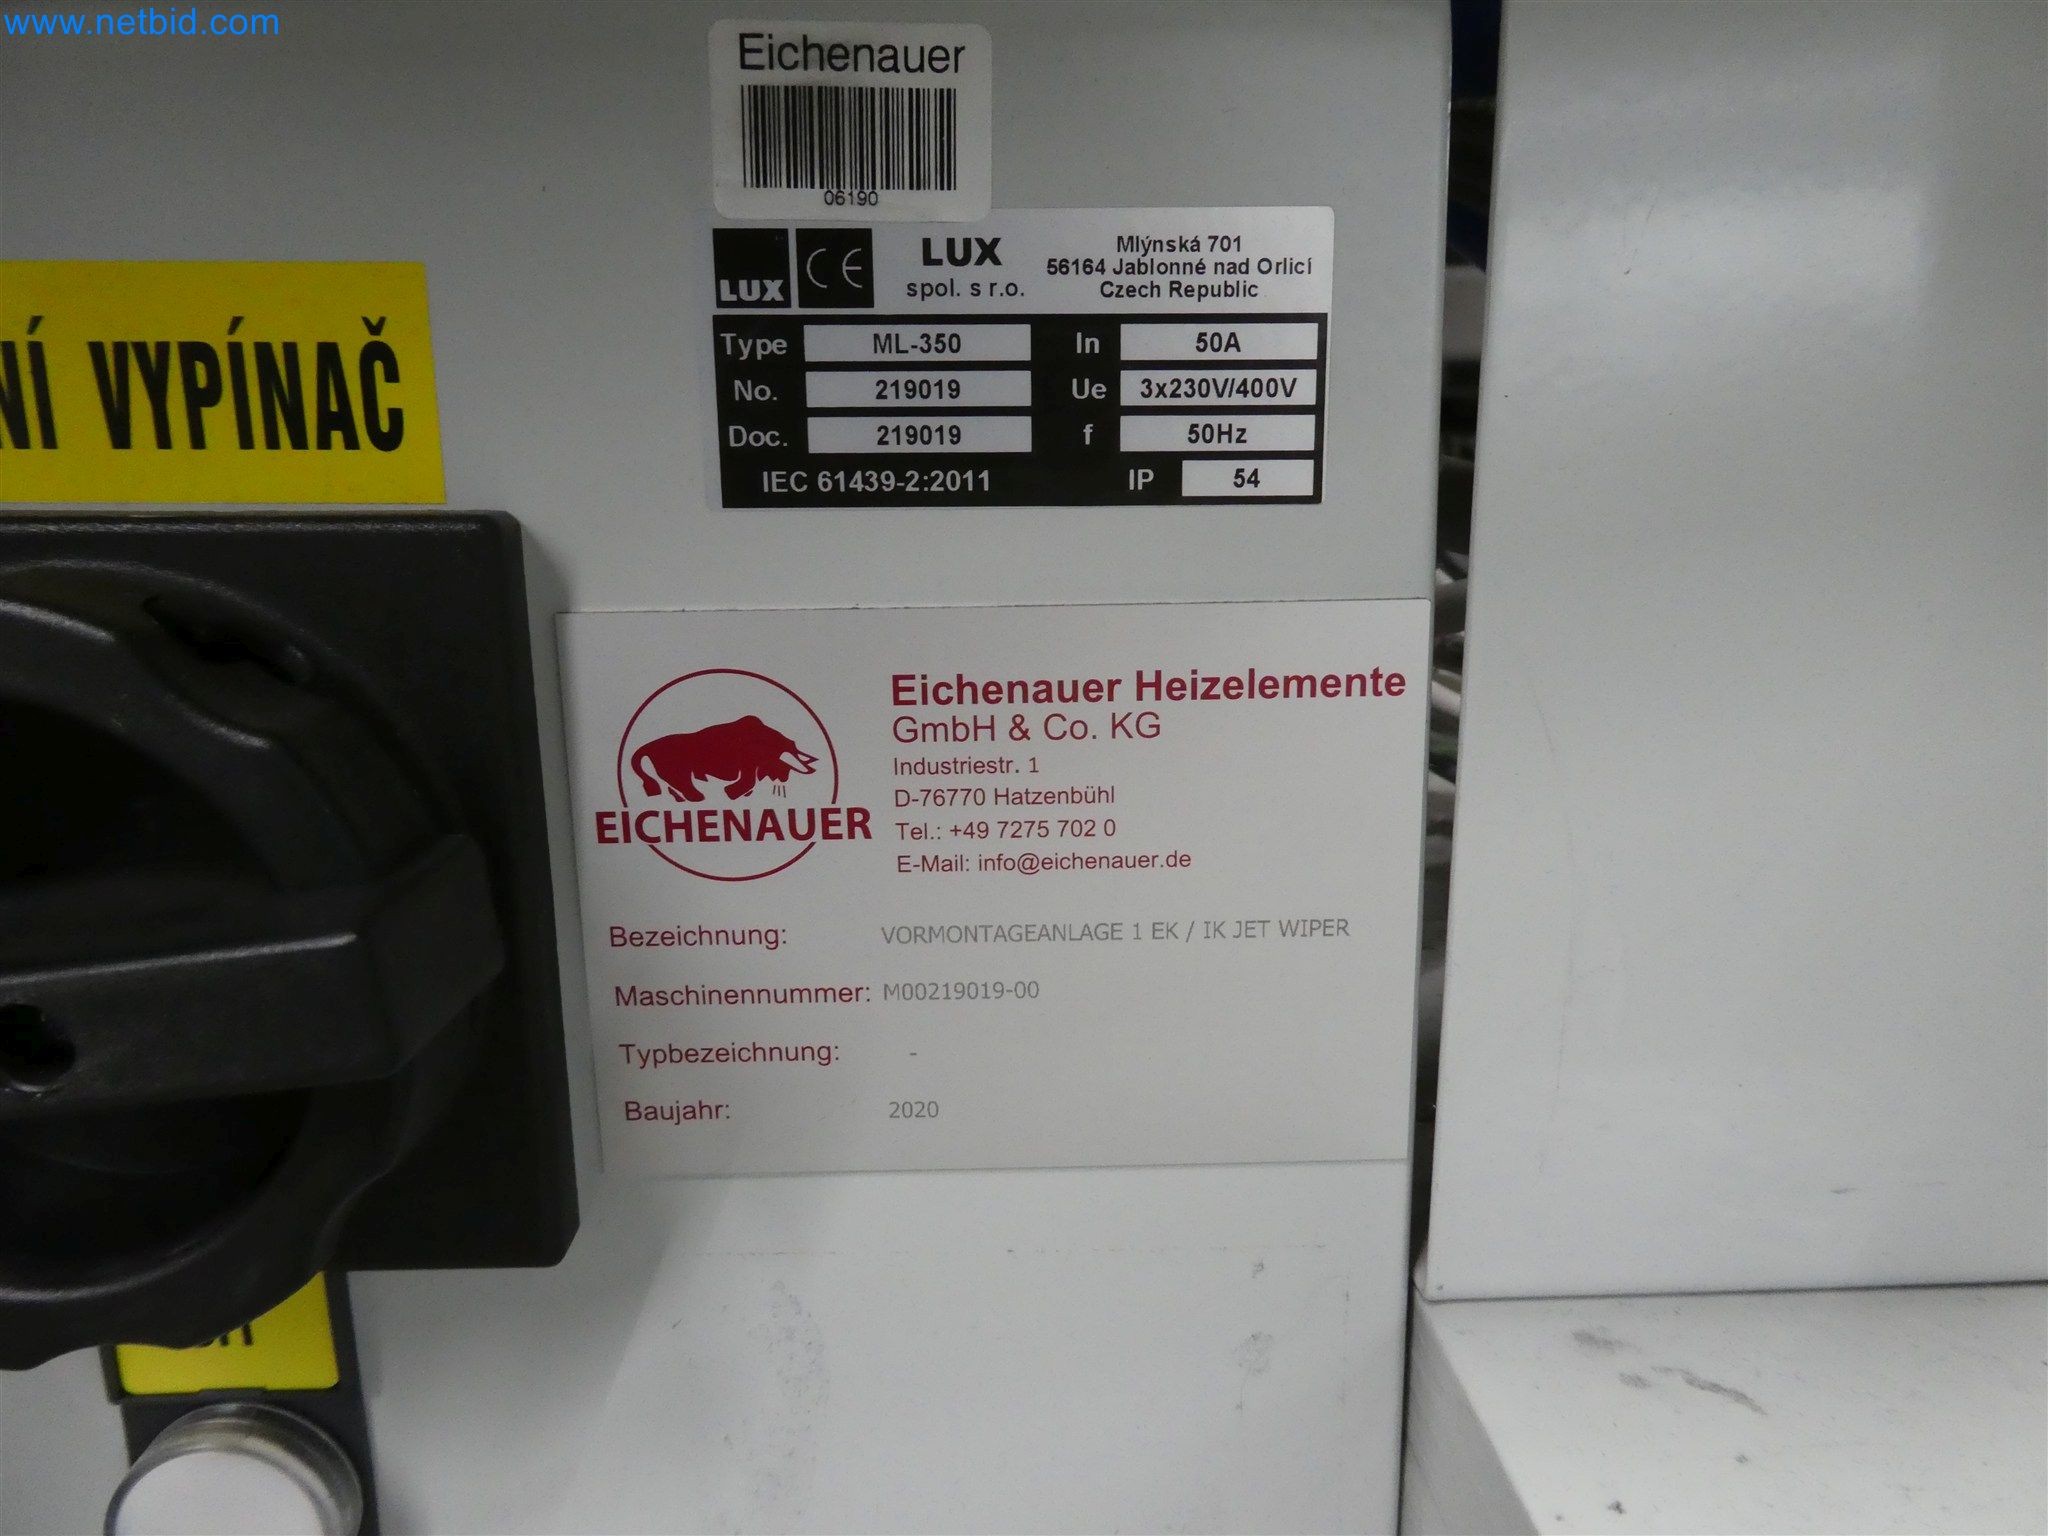 www.netbid.com
Eichenauer
06190
LUX
CE
LUX
spol. s r.o.
Mlýnská 701
56164 Jablonné nad Orlicí
Czech Republic
Type ML-350 In 50A
No. 219019 Ue 3x230V/400V
Doc. 219019 f 50Hz
IEC 61439-2:2011 IP 54
NÍ VYPÍNAČ
EICHENAUER
Eichenauer Heizelemente
GmbH & Co. KG
Industriestr. 1
D-76770 Hatzenbühl
Tel.: +49 7275 702 0
E-Mail: info@eichenauer.de
Bezeichnung: VORMONTAGEANLAGE 1 EK / IK JET WIPER
Maschinennummer: M00219019-00
Typbezeichnung: -
Baujahr: 2020